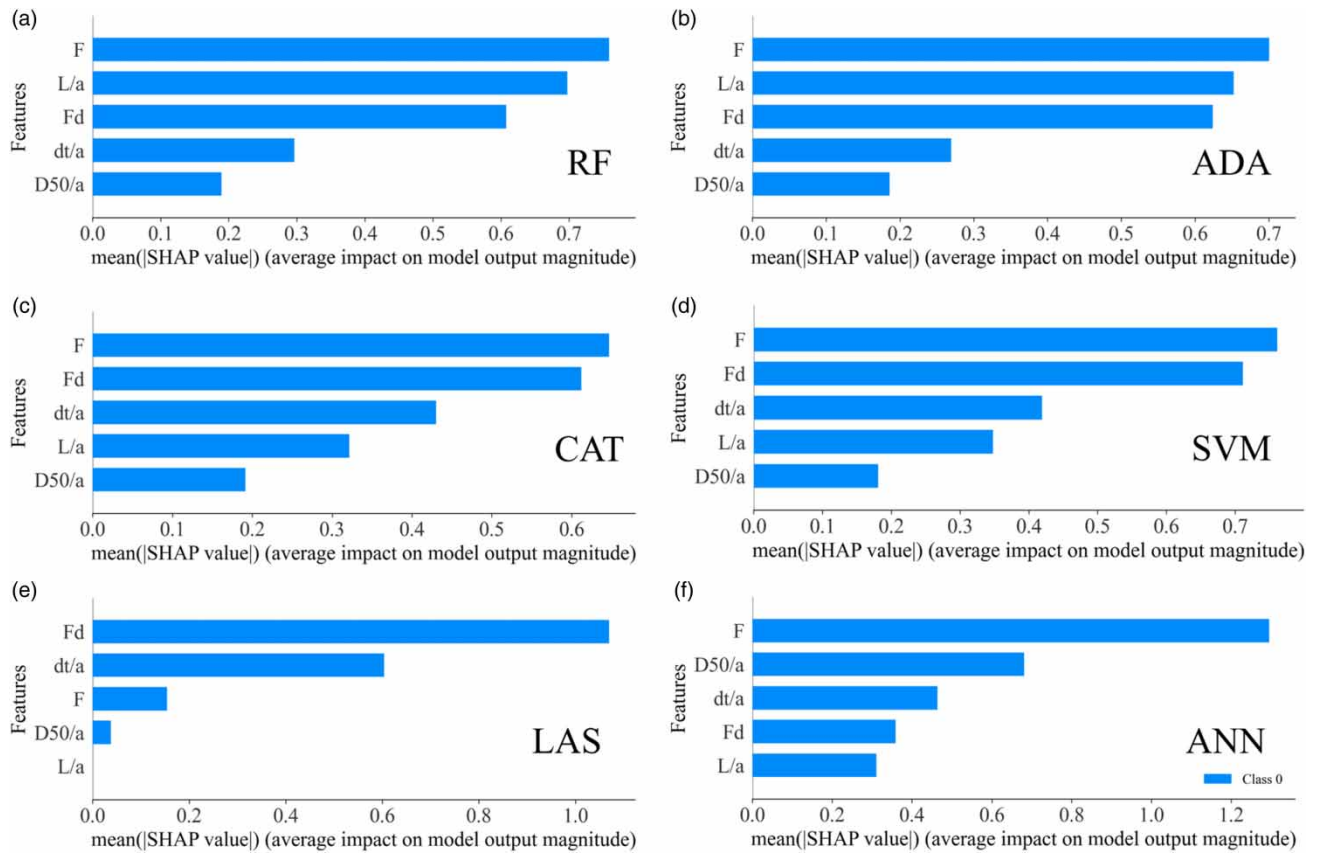 (a)
Features
F
L/a
Fd
dt/a
D50/a
RF
0.0 0.1 0.2 0.3 0.4 0.5 0.6 0.7
mean(|SHAP value|) (average impact on model output magnitude)
(b)
Features
F
L/a
Fd
dt/a
D50/a
ADA
0.0 0.1 0.2 0.3 0.4 0.5 0.6 0.7
mean(|SHAP value|) (average impact on model output magnitude)
(c)
Features
F
Fd
dt/a
L/a
D50/a
CAT
0.0 0.1 0.2 0.3 0.4 0.5 0.6
mean(|SHAP value|) (average impact on model output magnitude)
(d)
Features
F
Fd
dt/a
L/a
D50/a
SVM
0.0 0.1 0.2 0.3 0.4 0.5 0.6 0.7
mean(|SHAP value|) (average impact on model output magnitude)
(e)
Features
Fd
dt/a
F
D50/a
L/a
LAS
0.0 0.2 0.4 0.6 0.8 1.0
mean(|SHAP value|) (average impact on model output magnitude)
(f)
Features
F
D50/a
dt/a
Fd
L/a
ANN
Class 0
0.0 0.2 0.4 0.6 0.8 1.0 1.2
mean(|SHAP value|) (average impact on model output magnitude)